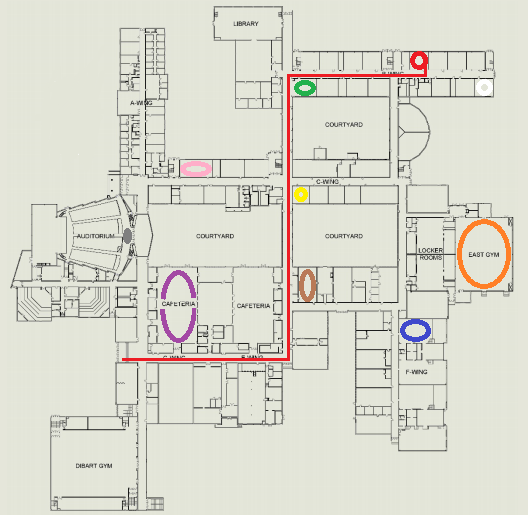 LIBRARY
A-WING
COURTYARD
C-WING
AUDITORIUM
COURTYARD
COURTYARD
LOCKER
ROOMS
EAST GYM
CAFETERIA
CAFETERIA
F-WING
DIBART GYM